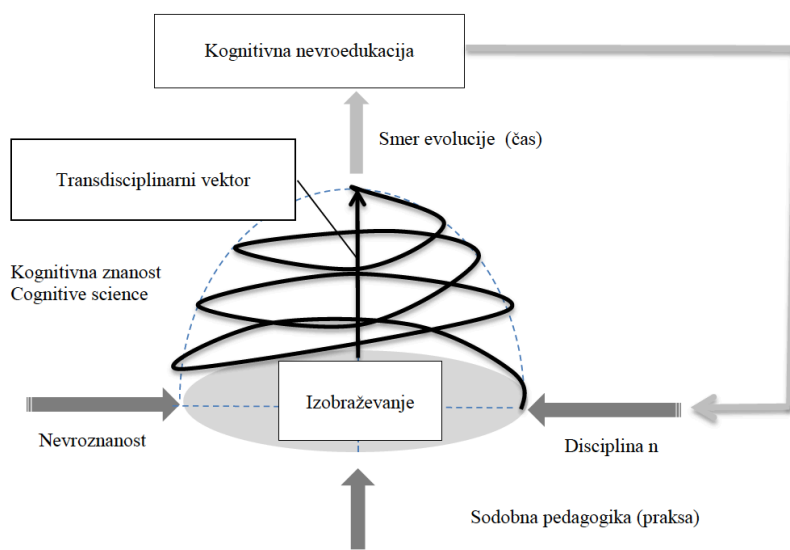 Kognitivna nevroedukacija
Smer evolucije (čas)
Transdisciplinarni vektor
Kognitivna znanost
Cognitive science
Izobraževanje
Nevroznanost
Disciplina n
Sodobna pedagogika (praksa)